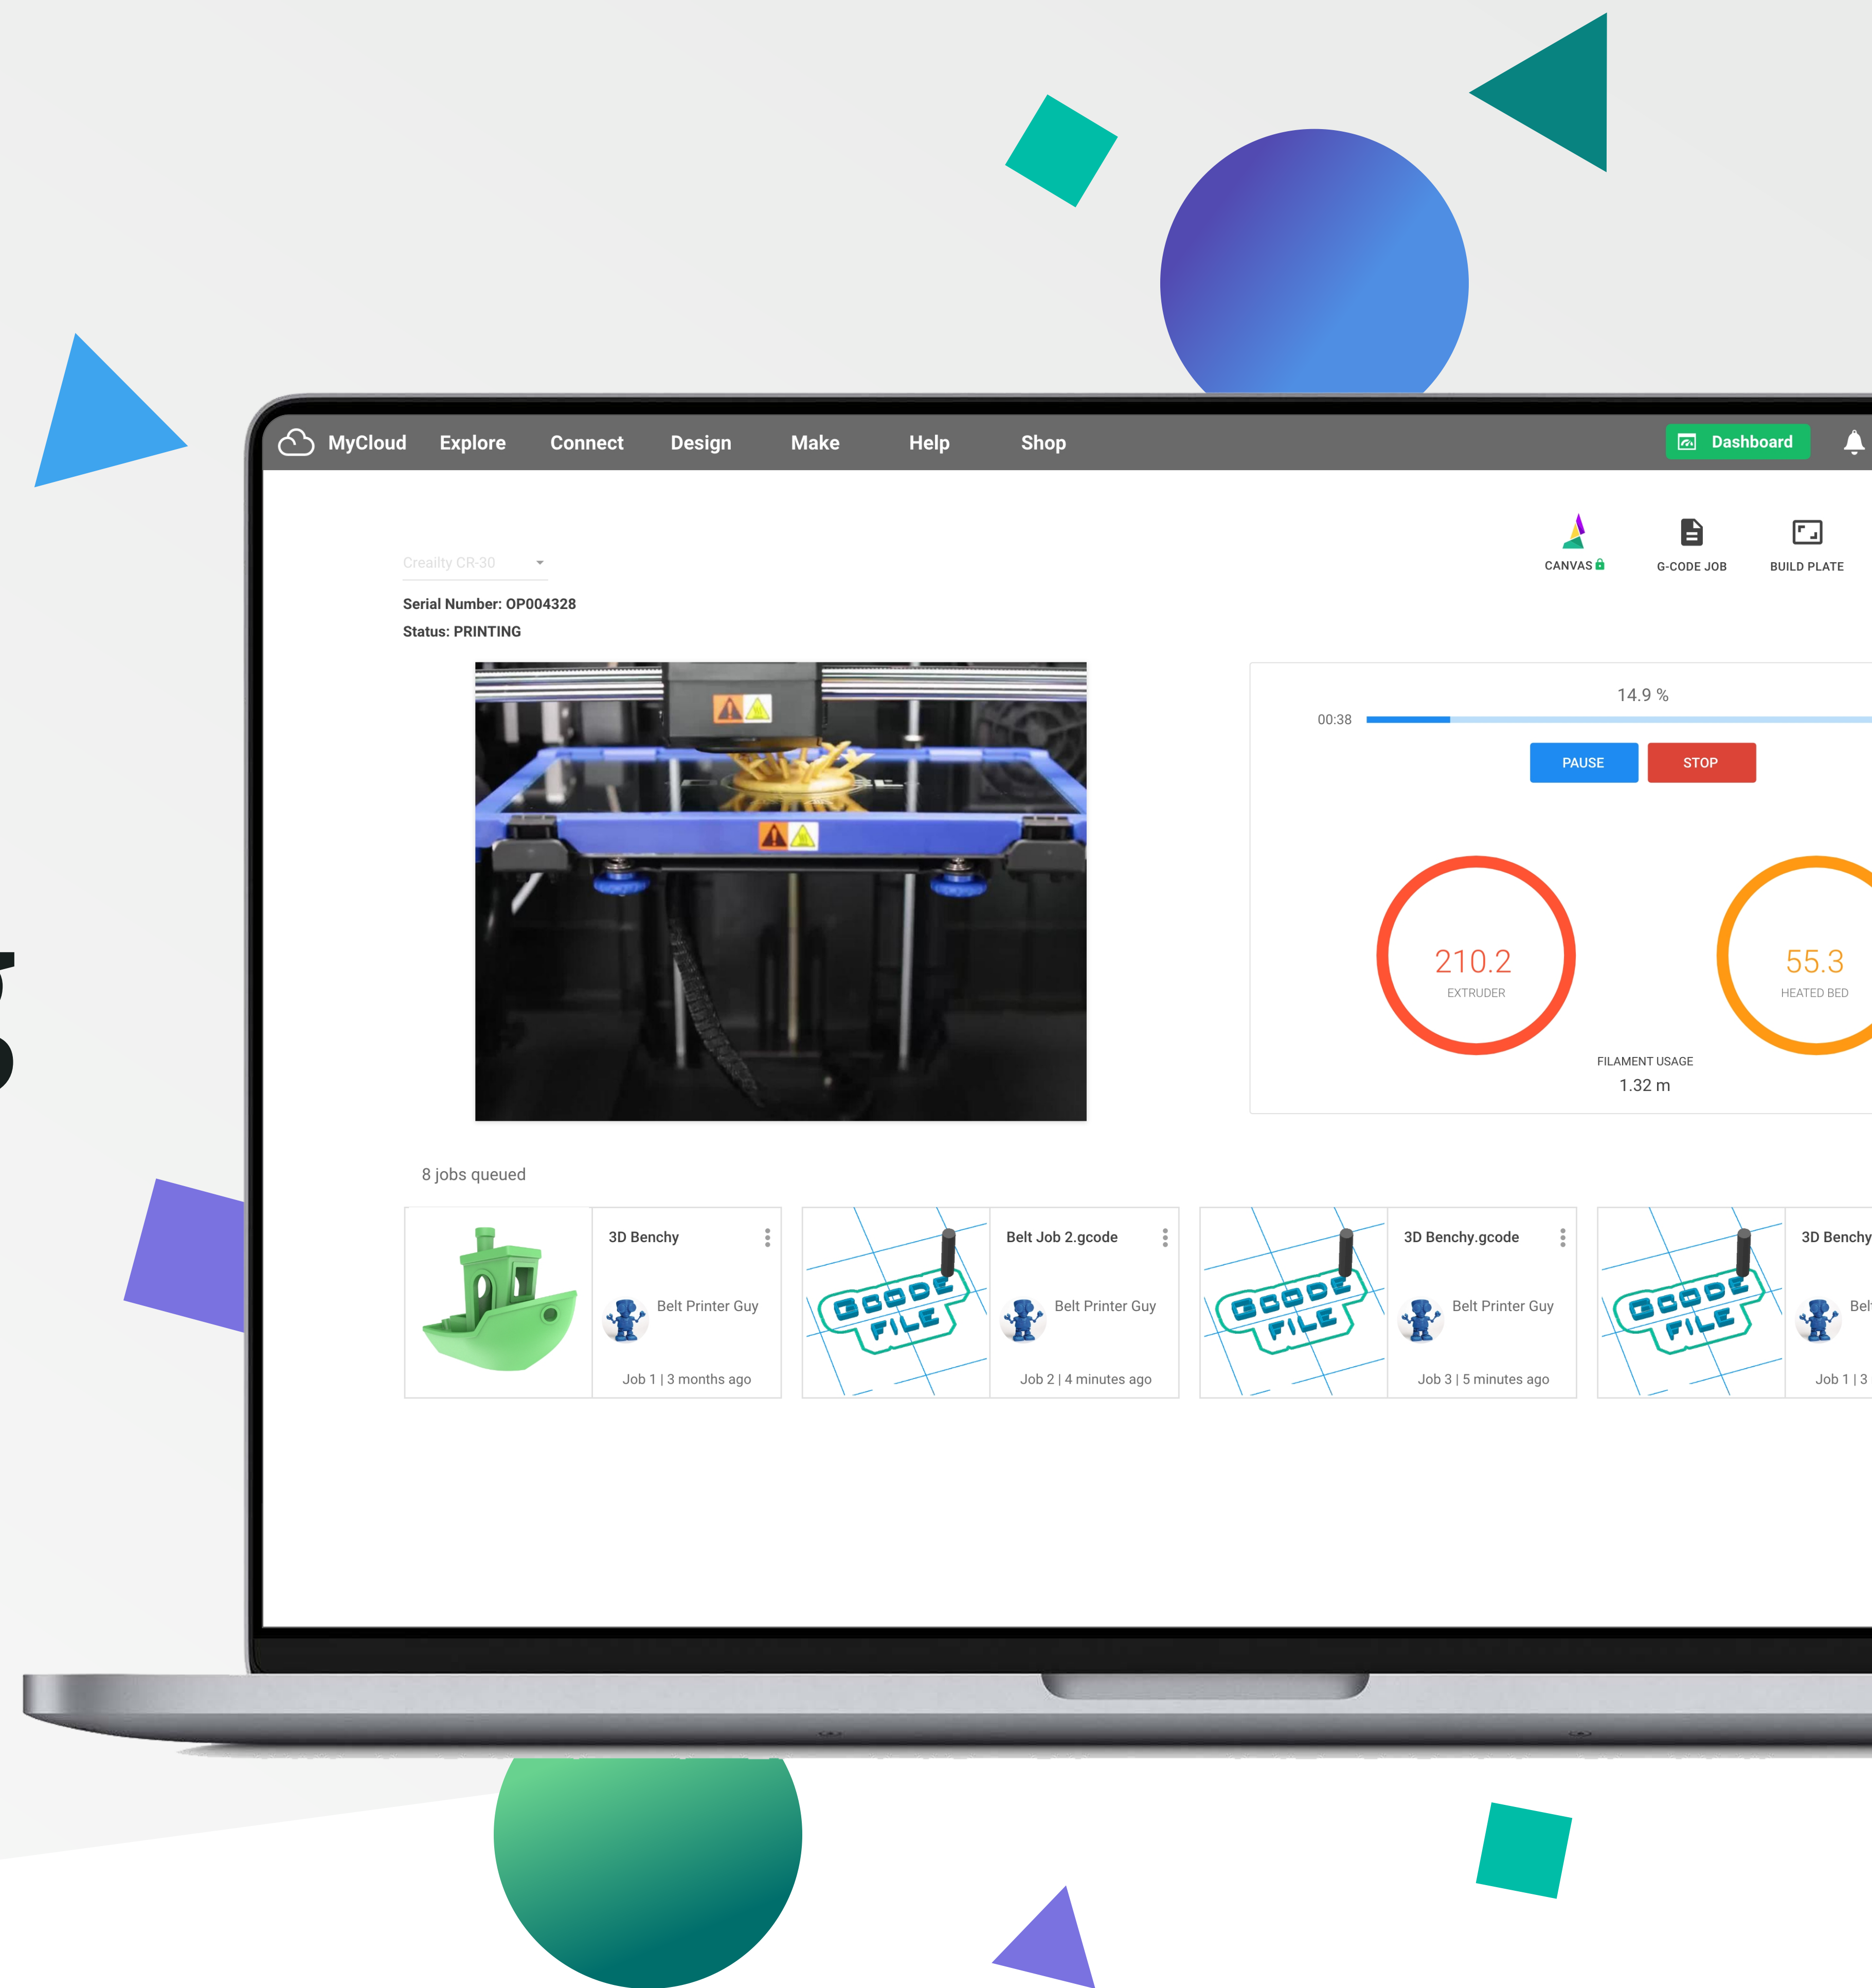 MyCloud Explore Connect Design Make Help Shop Dashboard
CANVAS G-CODE JOB BUILD PLATE
Creailty CR-30
Serial Number: OP004328
Status: PRINTING
14.9 %
00:38
PAUSE STOP
210.2 55.3
EXTRUDER HEATED BED
FILAMENT USAGE
1.32 m
8 jobs queued
3D Benchy
Belt Printer Guy
Job 1 | 3 months ago
GCODE
FILE
Belt Job 2.gcode
Belt Printer Guy
Job 2 | 4 minutes ago
GCODE
FILE
3D Benchy.gcode
Belt Printer Guy
Job 3 | 5 minutes ago
GCODE
FILE
3D Benchy
Job 1 | 3